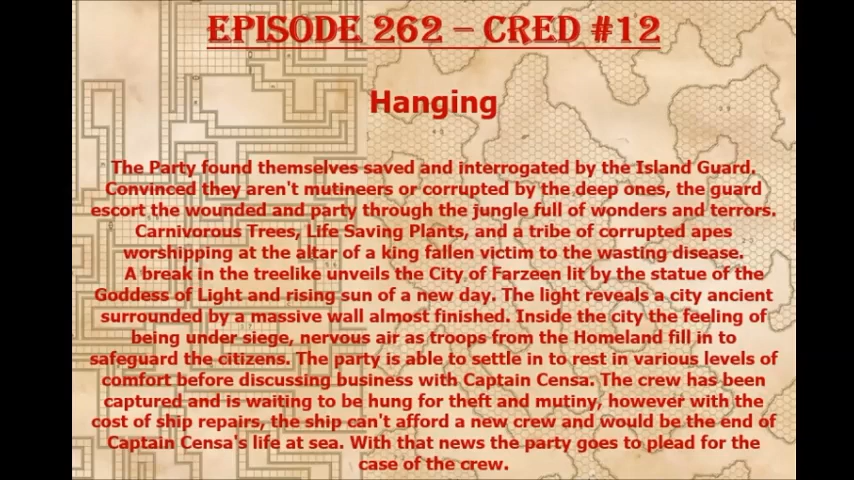 EPISODE 262 – CRED #12
Hanging
The Party found themselves saved and interrogated by the Island Guard.
Convinced they aren't mutineers or corrupted by the deep ones, the guard
escort the wounded and party through the jungle full of wonders and terrors.
Carnivorous Trees, Life Saving Plants, and a tribe of corrupted apes
worshipping at the altar of a king fallen victim to the wasting disease.
A break in the treelike unveils the City of Farzeen lit by the statue of the
Goddess of Light and rising sun of a new day. The light reveals a city ancient
surrounded by a massive wall almost finished. Inside the city the feeling of
being under siege, nervous air as troops from the Homeland fill in to
safeguard the citizens. The party is able to settle in to rest in various levels of
comfort before discussing business with Captain Censa. The crew has been
captured and is waiting to be hung for theft and mutiny, however with the
cost of ship repairs, the ship can't afford a new crew and would be the end of
Captain Censa's life at sea. With that news the party goes to plead for the
case of the crew.